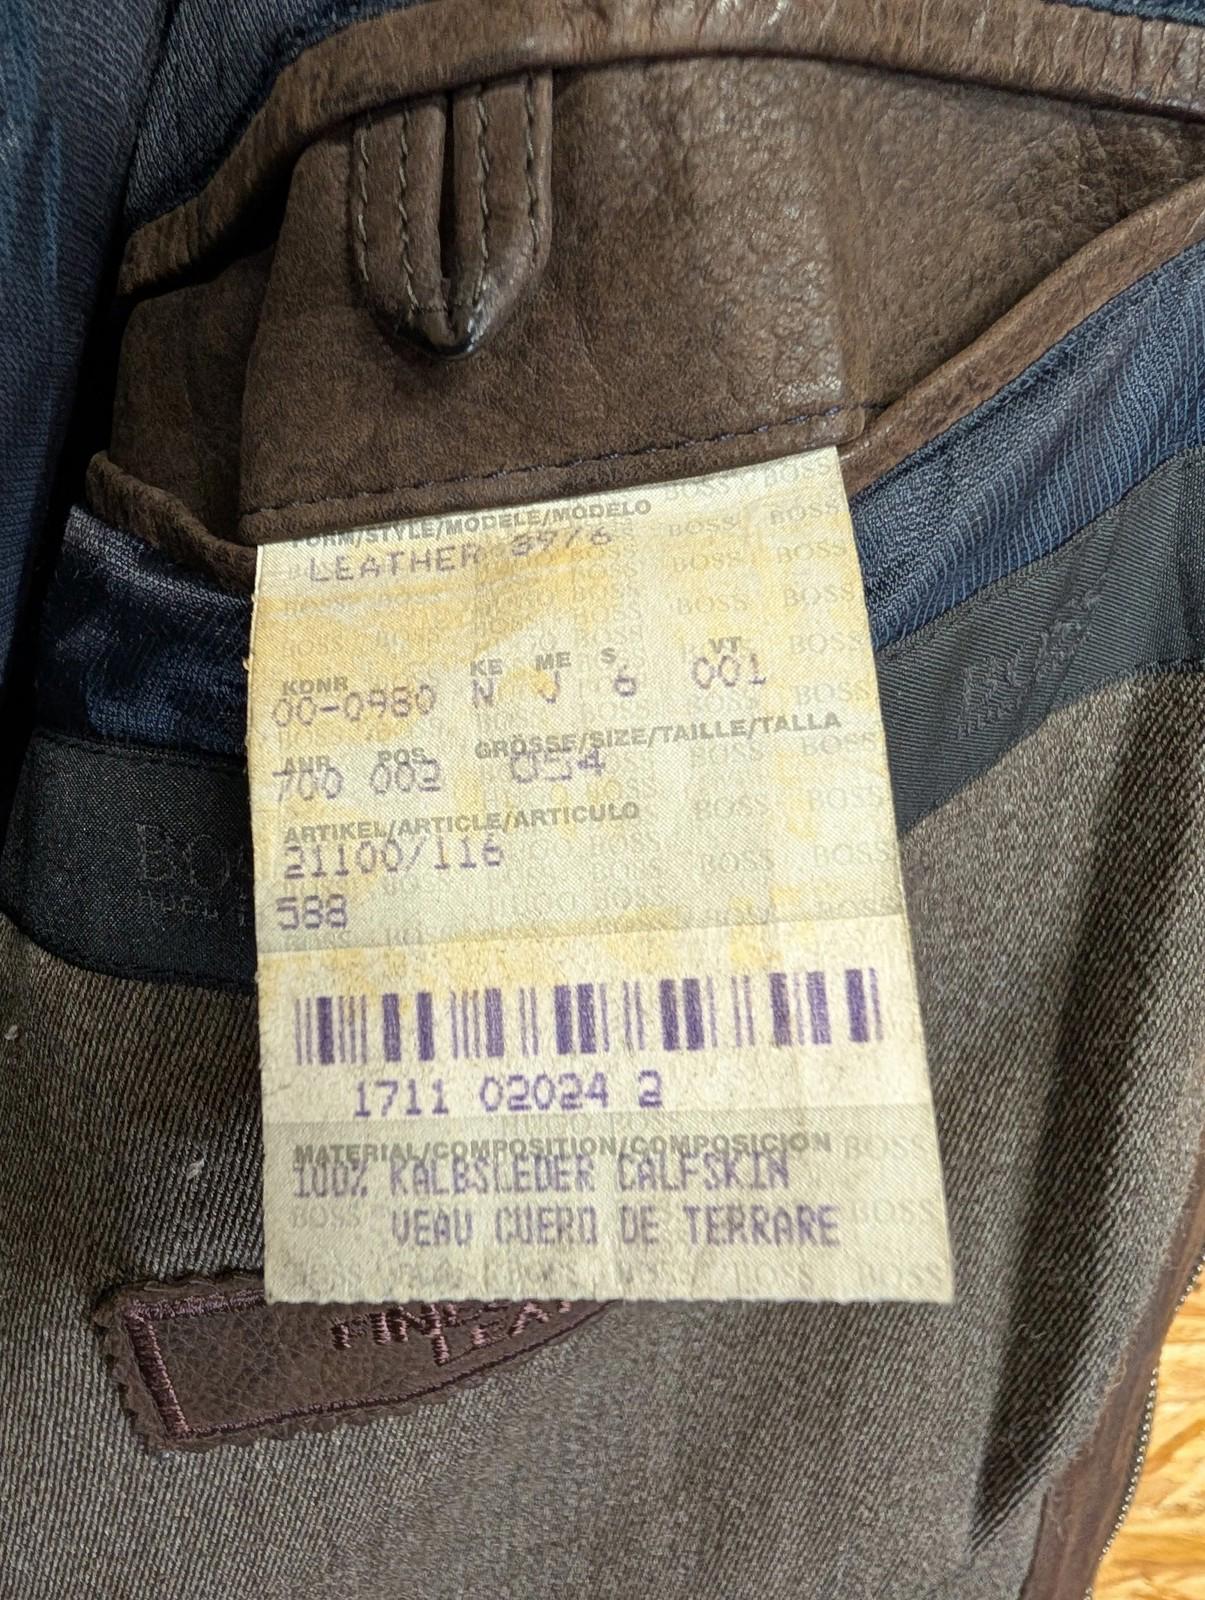 FORM/STYLE/MODELE/MODELO
LEATHER 3976
KDNR KE ME S VT
00-0980 N J 6 001
ANR POS GRÖSSE/SIZE/TAILLE/TALLA
700 002 054
ARTIKEL/ARTICLE/ARTICULO
21100/116
588
1711 02024 2
MATERIAL/COMPOSITION/COMPOSICION
100% KALBSLEDER CALFSKIN
VEAU CUERO DE TERRARE